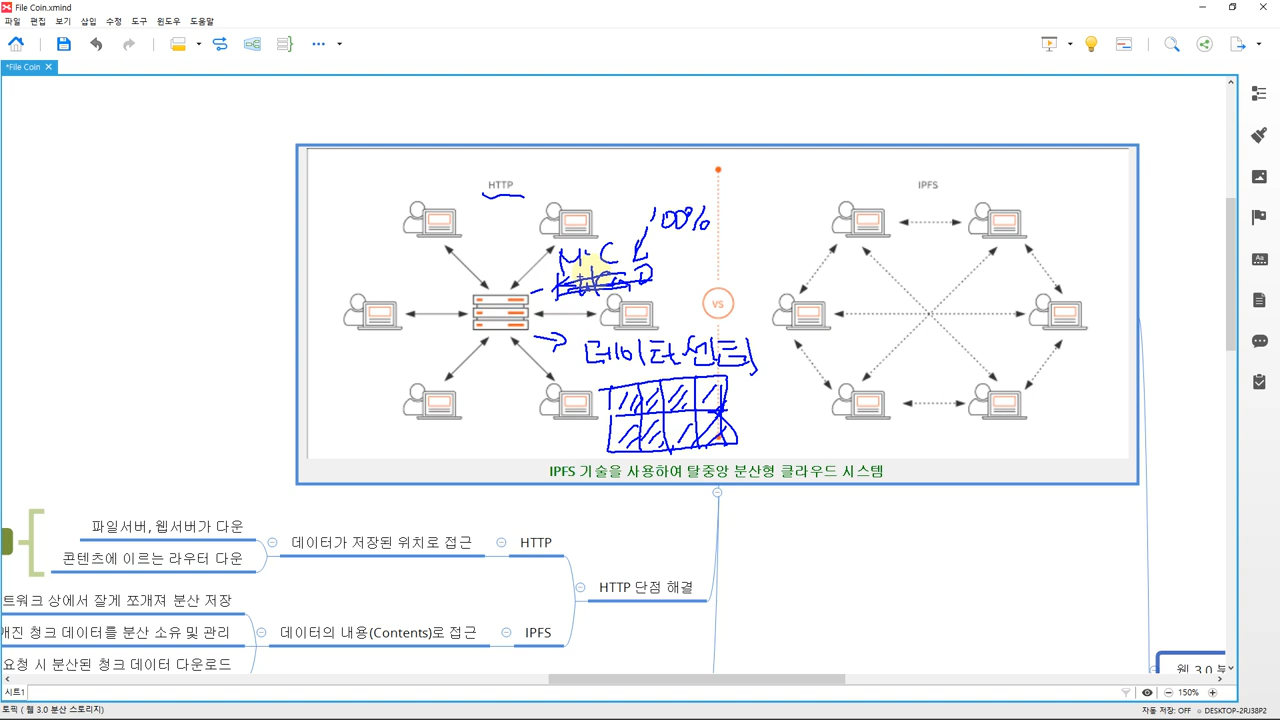 File Coin.xmind
파일 편집 보기 삽입 수정 도구 윈도우 도움말
*File Coin
HTTP
IPFS
100%
M.C
VS
데이터센터
IPFS 기술을 사용하여 탈중앙 분산형 클라우드 시스템
파일서버, 웹서버가 다운
콘텐츠에 이르는 라우터 다운
데이터가 저장된 위치로 접근
HTTP
HTTP 단점 해결
트워크 상에서 잘게 쪼개져 분산 저장
개진 청크 데이터를 분산 소유 및 관리
요청 시 분산된 청크 데이터 다운로드
데이터의 내용(Contents)로 접근
IPFS
웹 3.0 분
시트1
150%
토픽 ( 웹 3.0 분산 스토리지)
자동 저장: OFF
DESKTOP-2RJ38P2